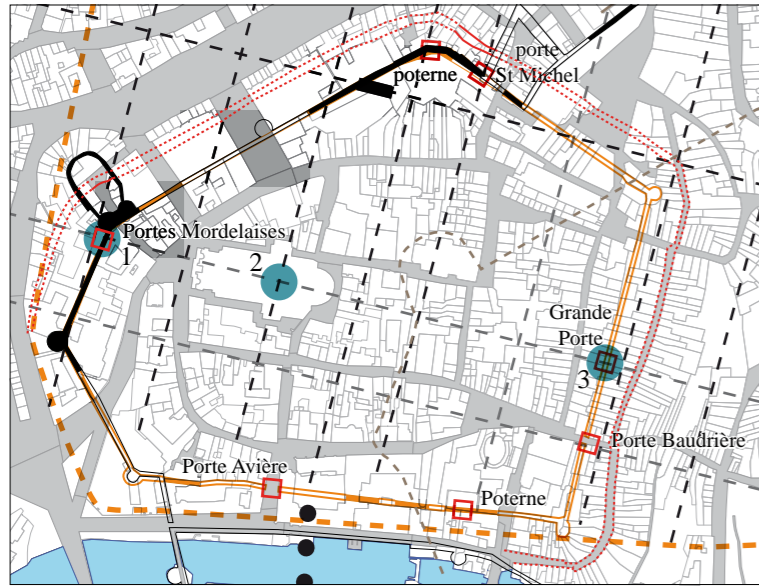 porte
poterne
St Michel
Portes Mordelaises
1
2
Grande
Porte
3
Porte Baudrière
Porte Avière
Poterne